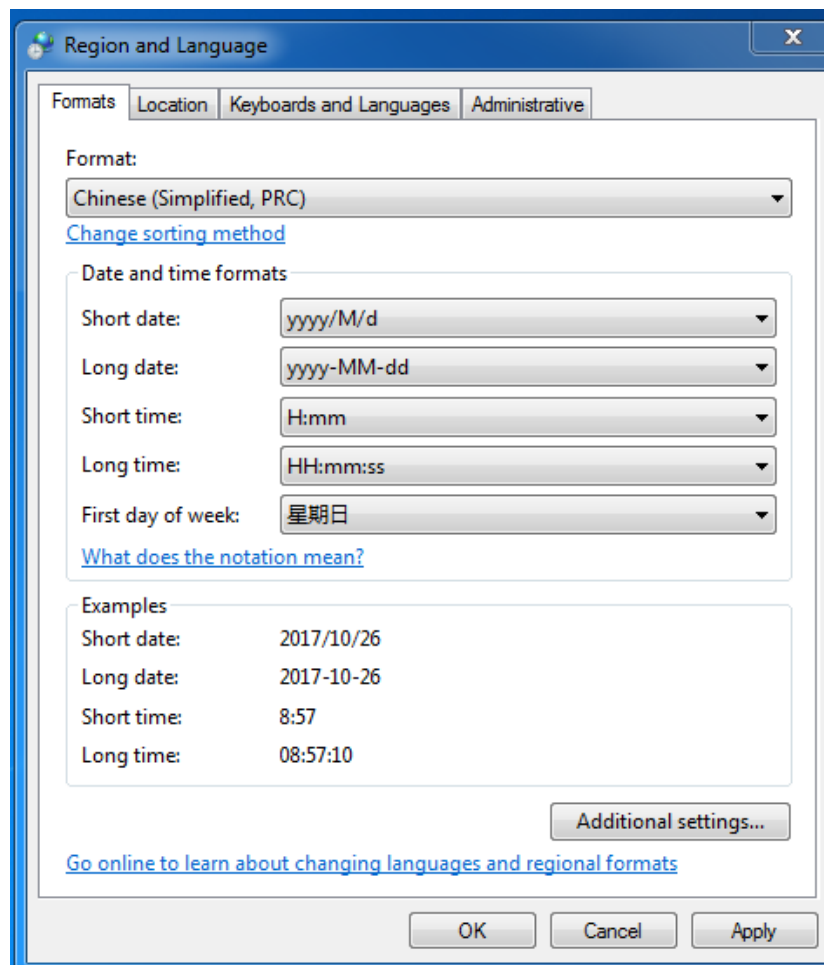 Region and Language
Formats Location Keyboards and Languages Administrative
Format:
Chinese (Simplified, PRC)
Change sorting method
Date and time formats
Short date: yyyy/M/d
Long date: yyyy-MM-dd
Short time: H:mm
Long time: HH:mm:ss
First day of week: 星期日
What does the notation mean?
Examples
Short date: 2017/10/26
Long date: 2017-10-26
Short time: 8:57
Long time: 08:57:10
Additional settings...
Go online to learn about changing languages and regional formats
OK Cancel Apply